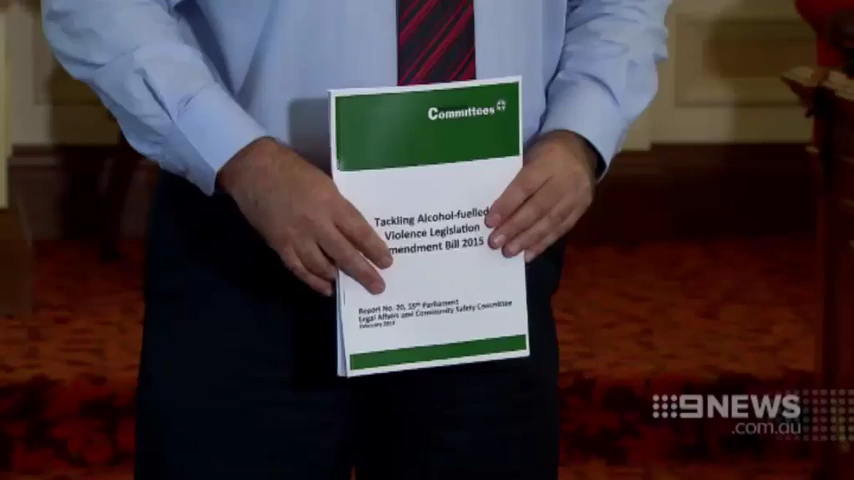 Committees
Tackling Alcohol-fuelled
Violence Legislation
mendment Bill 2015
Report No. 20, 55th Parliament
Legal Affairs and Community Safety Committee
9NEWS
.com.au